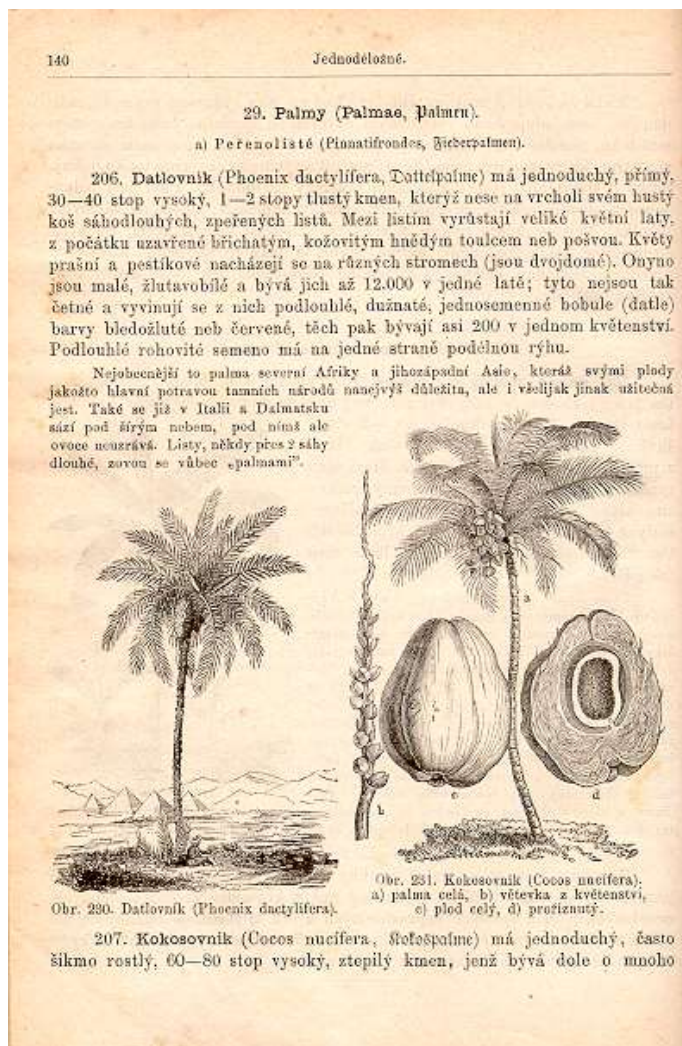 140
Jednoděložné.
29. Palmy (Palmae, Palmen).
a) Peřenolisté (Pinnatifrondes, Fiederpalmen).
206. Datlovník (Phoenix dactylífera, Dattelpalme) má jednoduchý, přímý,
30—40 stop vysoký, 1—2 stopy tlustý kmen, kterýž nese na vrcholi svém hustý
koš sáhodlouhých, zpeřených listů. Mezi listím vyrůstají veliké květní laty,
z počátku uzavřené břichatým, kožovitým hnědým toulcem neb pošvou. Květy
prašní a pestíkové nacházejí se na různých stromech (jsou dvojdomé). Onyno
jsou malé, žlutavobílé a bývá jich až 12.000 v jedné latě; tyto nejsou tak
četné a vyvinují se z nich podlouhlé, dužnaté, jednosemenné bobule (datle)
barvy bledožluté neb červené, těch pak bývají asi 200 v jednom květenství.
Podlouhlé rohovité semeno má na jedné straně podélnou rýhu.
Nejobecnější to palma severní Afriky a jihozápadní Asie, kteráž svými plody
jakožto hlavní potravou tamních národů nanejvýš důležita, ale i všelijak jinak užitečná
jest. Také se již v Italii a Dalmatsku
sází pod šírým nebem, pod nímž ale
ovoce neuzrává. Listy, někdy přes 2 sáhy
dlouhé, zovou se vůbec „palmami“.
a
b
c
d
Obr. 230. Datlovník (Phoenix dactylifera).
Obr. 231. Kokosovník (Cocos nucífera).
a) palma celá, b) větevka z květenství,
c) plod celý, d) proříznutý.
207. Kokosovník (Cocos nucífera, Kokospalme) má jednoduchý, často
šikmo rostlý, 60—80 stop vysoký, ztepilý kmen, jenž bývá dole o mnoho